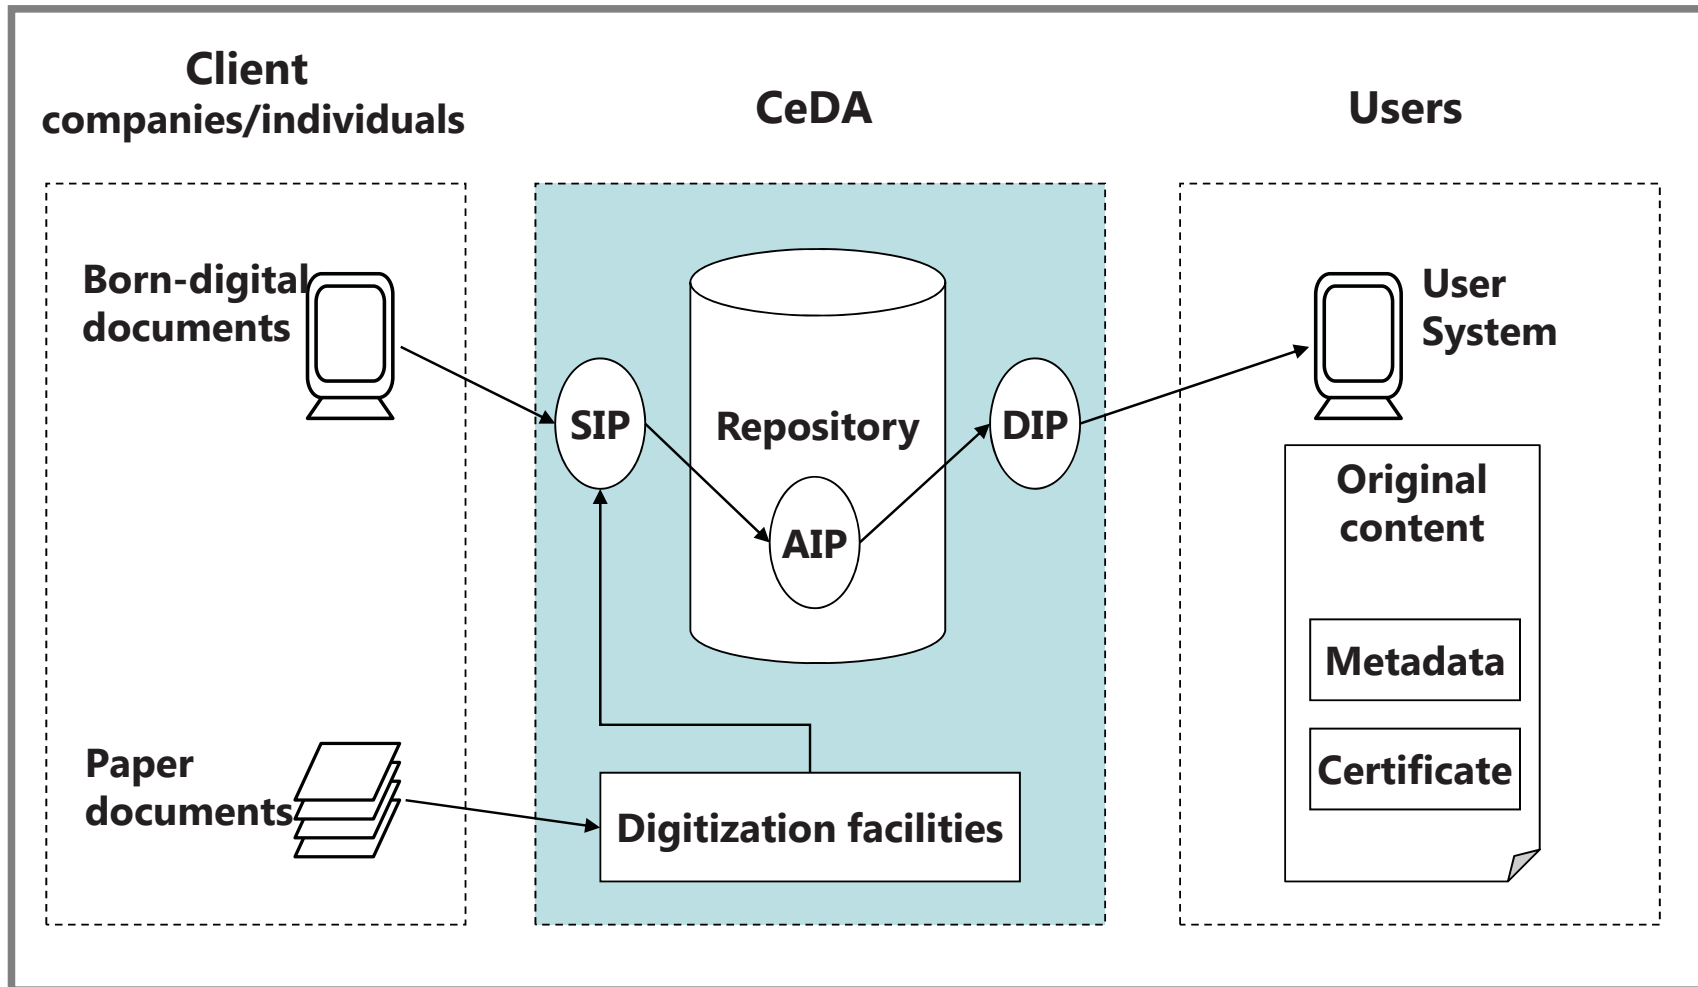 Client
companies/individuals
CeDA
Users
Born-digital
documents
SIP
Repository
AIP
DIP
User
System
Original
content
Metadata
Certificate
Paper
documents
Digitization facilities